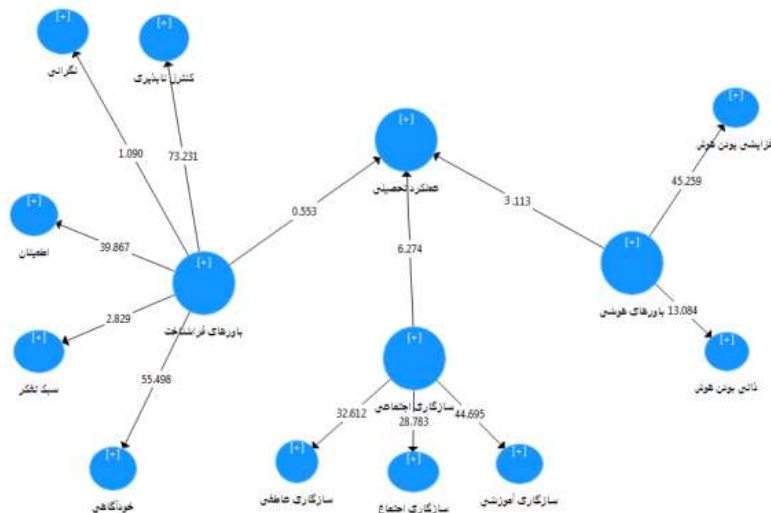 [+]
[+]
نگرانی
کنترل ناپذیری
[+]
[+]
فزایشی بودن هوش
عملکرد تحصیلی
1.090
73.231
45.259
0.553
3.113
[+]
اطمینان
39.867
6.274
[+]
[+]
باورهای هوشی
13.084
2.829
باورهای فراشناخت
[+]
سبک تفکر
[+]
ذاتی بودن هوش
55.498
[+]
سازگاری اجتماعی
32.612
28.783
44.695
[+]
خودآگاهی
[+]
سازگاری عاطفی
[+]
سازگاری اجتماع
[+]
سازگاری آموزشی